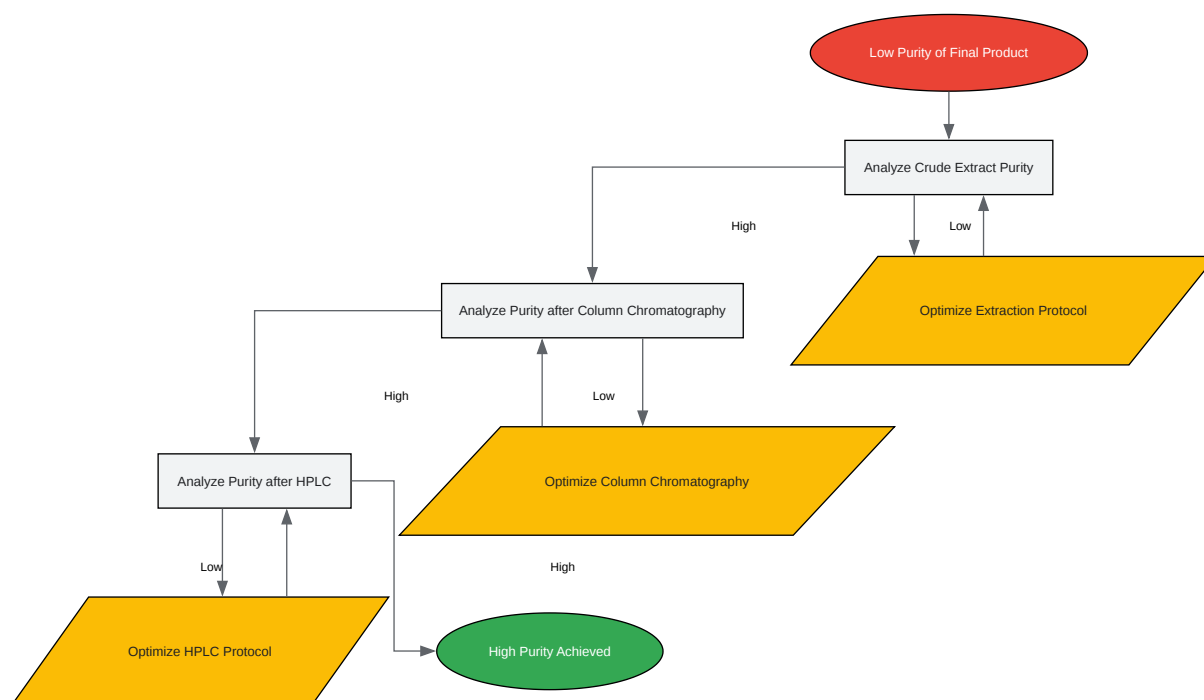 Low Purity of Final Product
Analyze Crude Extract Purity
High
Low
Analyze Purity after Column Chromatography
Optimize Extraction Protocol
High
Low
Analyze Purity after HPLC
Optimize Column Chromatography
Low
High
Optimize HPLC Protocol
High Purity Achieved